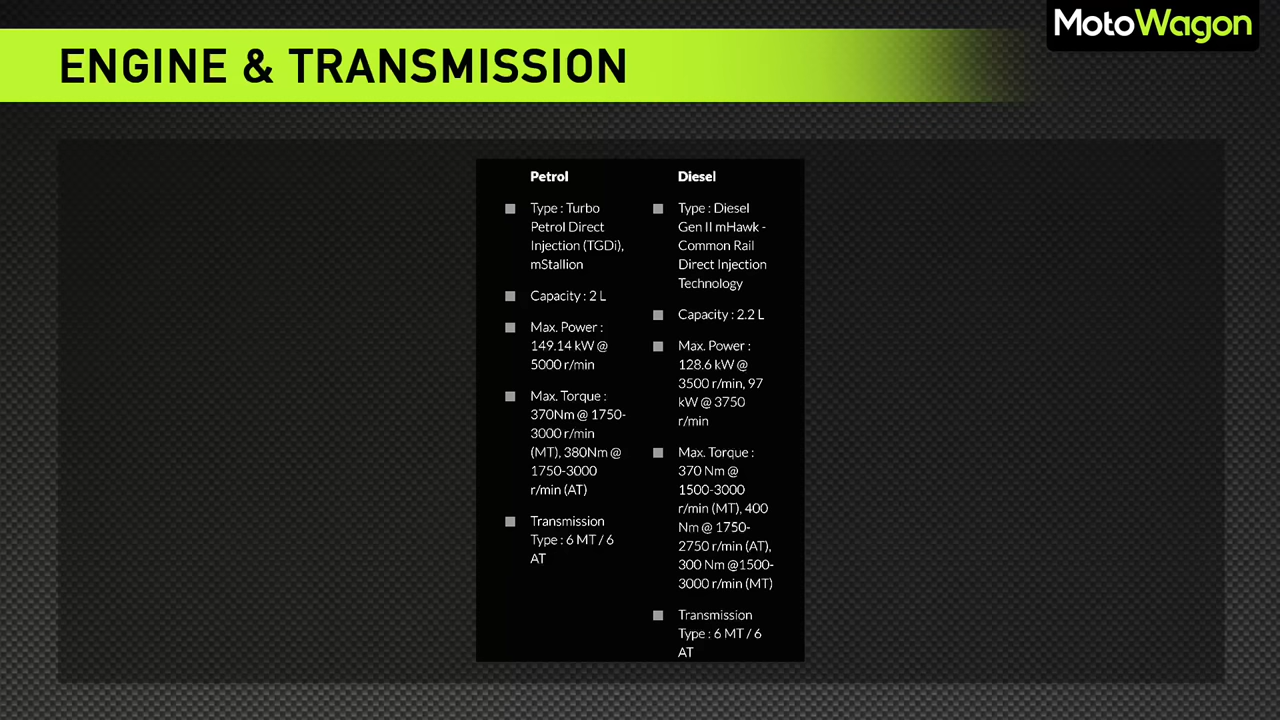 MotoWagon
ENGINE & TRANSMISSION
Petrol
Type : Turbo
Petrol Direct
Injection (TGDi),
mStallion
Capacity : 2 L
Max. Power :
149.14 kW @
5000 r/min
Max. Torque :
370Nm @ 1750-
3000 r/min
(MT), 380Nm @
1750-3000
r/min (AT)
Transmission
Type : 6 MT / 6
AT
Diesel
Type : Diesel
Gen II mHawk -
Common Rail
Direct Injection
Technology
Capacity : 2.2 L
Max. Power :
128.6 kW @
3500 r/min, 97
kW @ 3750
r/min
Max. Torque :
370 Nm @
1500-3000
r/min (MT), 400
Nm @ 1750-
2750 r/min (AT),
300 Nm @1500-
3000 r/min (MT)
Transmission
Type : 6 MT / 6
AT